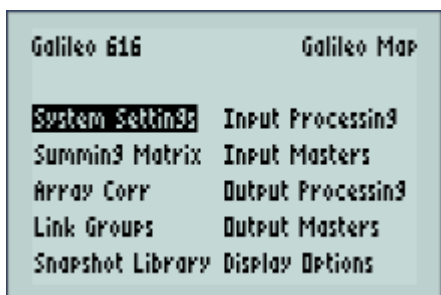 Galileo 616 Galileo Map
System Settings Input Processing
Summing Matrix Input Masters
Array Corr Output Processing
Link Groups Output Masters
Snapshot Library Display Options